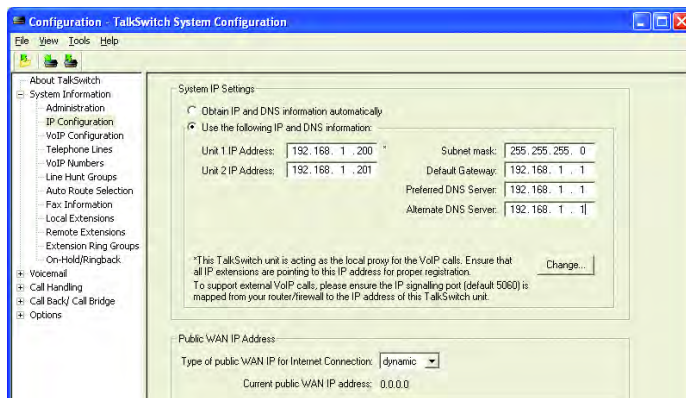 Configuration - TalkSwitch System Configuration
File View Tools Help
About TalkSwitch
System Information
Administration
IP Configuration
VoIP Configuration
Telephone Lines
VoIP Numbers
Line Hunt Groups
Auto Route Selection
Fax Information
Local Extensions
Remote Extensions
Extension Ring Groups
On-Hold/Ringback
Voicemail
Call Handling
Call Back/ Call Bridge
Options
System IP Settings
Obtain IP and DNS information automatically
Use the following IP and DNS information:
Unit 1 IP Address: 192.168. 1 .200 *
Unit 2 IP Address: 192.168. 1 .201
Subnet mask: 255.255.255. 0
Default Gateway: 192.168. 1 . 1
Preferred DNS Server: 192.168. 1 . 1
Alternate DNS Server: 192.168. 1 . 1
*This TalkSwitch unit is acting as the local proxy for the VoIP calls. Ensure that
all IP extensions are pointing to this IP address for proper registration.
To support external VoIP calls, please ensure the IP signalling port (default 5060) is
mapped from your router/firewall to the IP address of this TalkSwitch unit.
Change...
Public WAN IP Address
Type of public WAN IP for Internet Connection: dynamic
Current public WAN IP address: 0.0.0.0